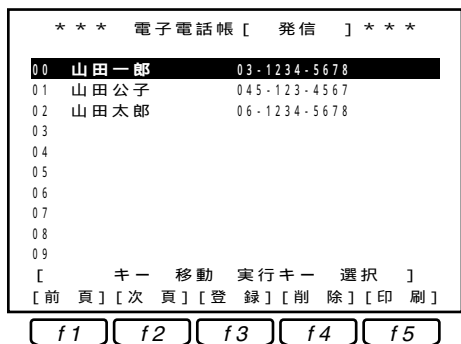 *** 電子電話帳[ 発信 ]***
00 山田一郎 03-1234-5678
01 山田公子 045-123-4567
02 山田太郎 06-1234-5678
03
04
05
06
07
08
09
[ キー 移動 実行キー 選択 ]
[前 頁][次 頁][登 録][削 除][印 刷]
f1 f2 f3 f4 f5